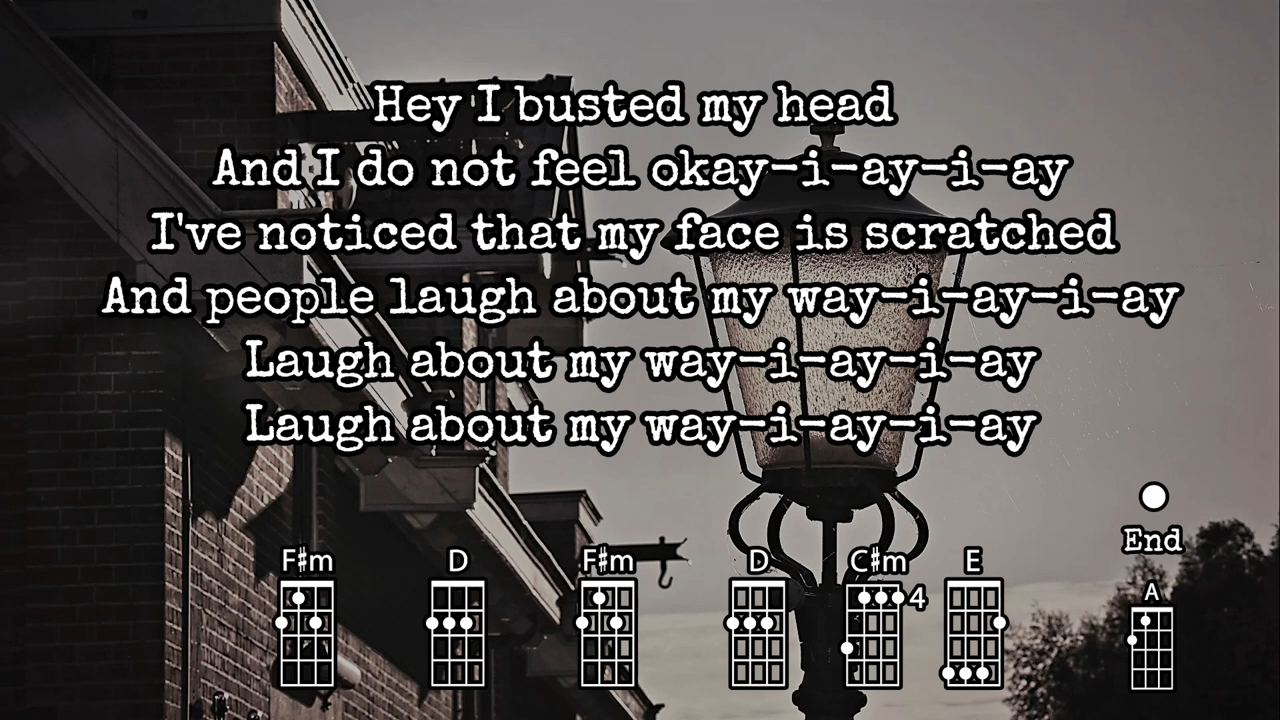 Hey I busted my head
And I do not feel okay-i-ay-i-ay
I've noticed that my face is scratched
And people laugh about my way-i-ay-i-ay
Laugh about my way-i-ay-i-ay
Laugh about my way-i-ay-i-ay
End
F#m D F#m D C#m E A
4